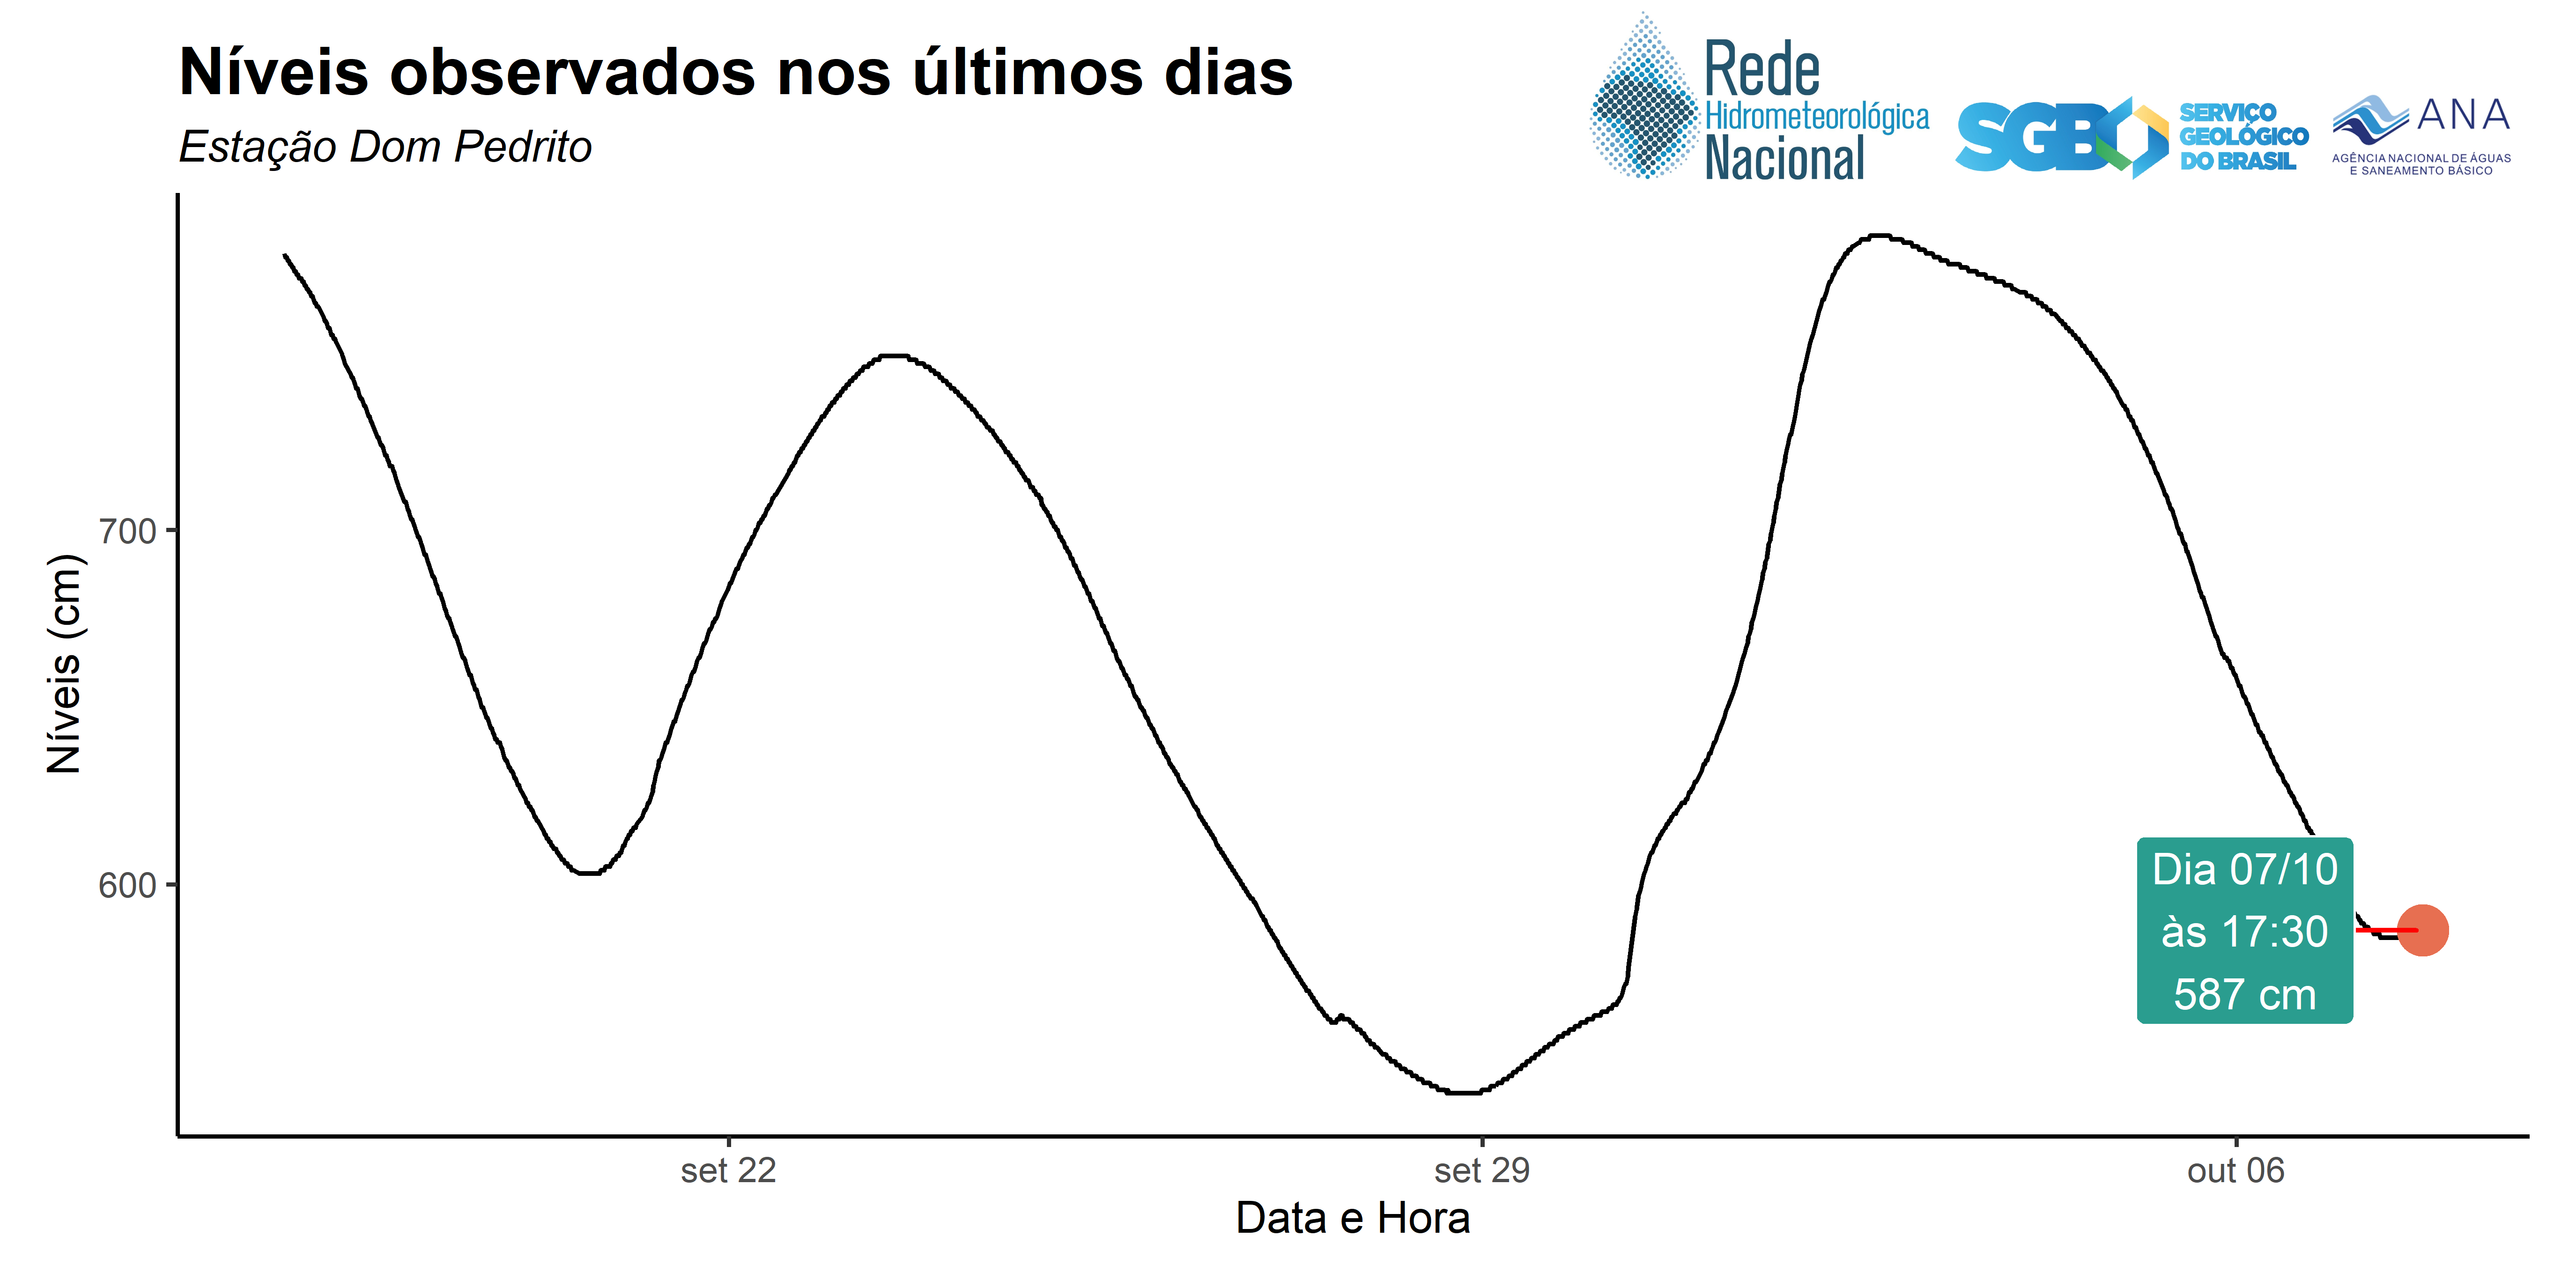 Níveis observados nos últimos dias
Estação Dom Pedrito
Rede
Hidrometeorológica
Nacional
SGB
SERVIÇO
GEOLÓGICO
DO BRASIL
ANA
AGÊNCIA NACIONAL DE ÁGUAS
E SANEAMENTO BÁSICO
Níveis (cm)
700
600
Dia 07/10
às 17:30
587 cm
set 22
set 29
out 06
Data e Hora